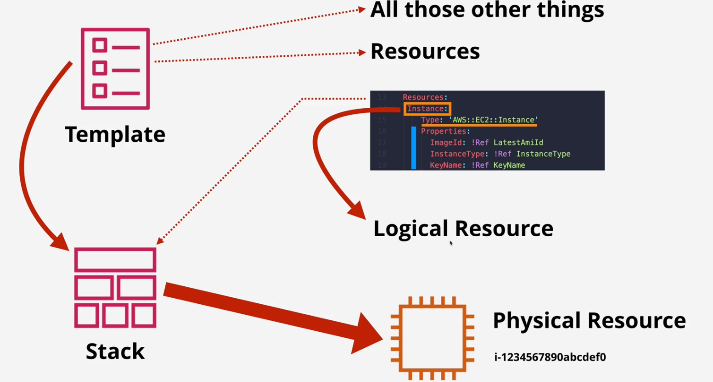 All those other things
Resources
Template
Resources:
Instance:
Type: 'AWS::EC2::Instance'
Properties:
ImageId: !Ref LatestAmiId
InstanceType: !Ref InstanceType
KeyName: !Ref KeyName
Logical Resource
Stack
Physical Resource
i-1234567890abcdef0